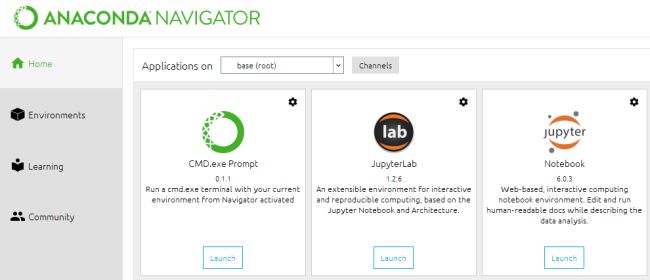 ANACONDA NAVIGATOR
Home
Applications on
base (root)
Channels
Environments
Learning
Community
CMD.exe Prompt
0.1.1
Run a cmd.exe terminal with your current
environment from Navigator activated
Launch
lab
JupyterLab
1.2.6
An extensible environment for interactive
and reproducible computing, based on the
Jupyter Notebook and Architecture.
Launch
jupyter
Notebook
6.0.3
Web-based, interactive computing
notebook environment. Edit and run
human-readable docs while describing the
data analysis.
Launch